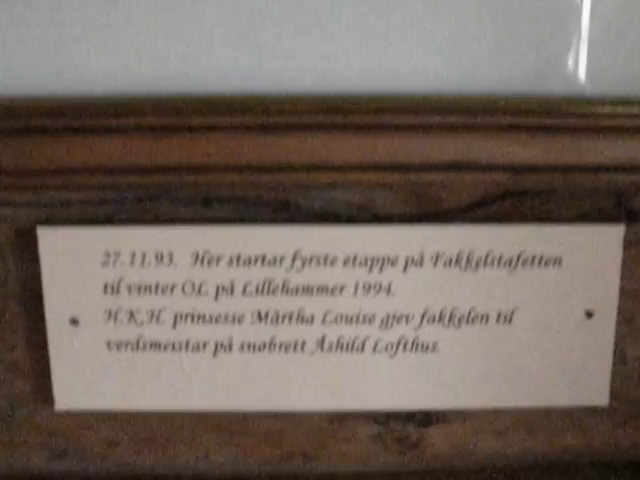 27.11.93. Her startar fyrste etappe på Fakkelstafetten
til vinter OL på Lillehammer 1994.
H.K.H. prinsesse Märtha Louise gjev fakkelen til
verdsmeistar på snøbrett Åshild Lofthus.